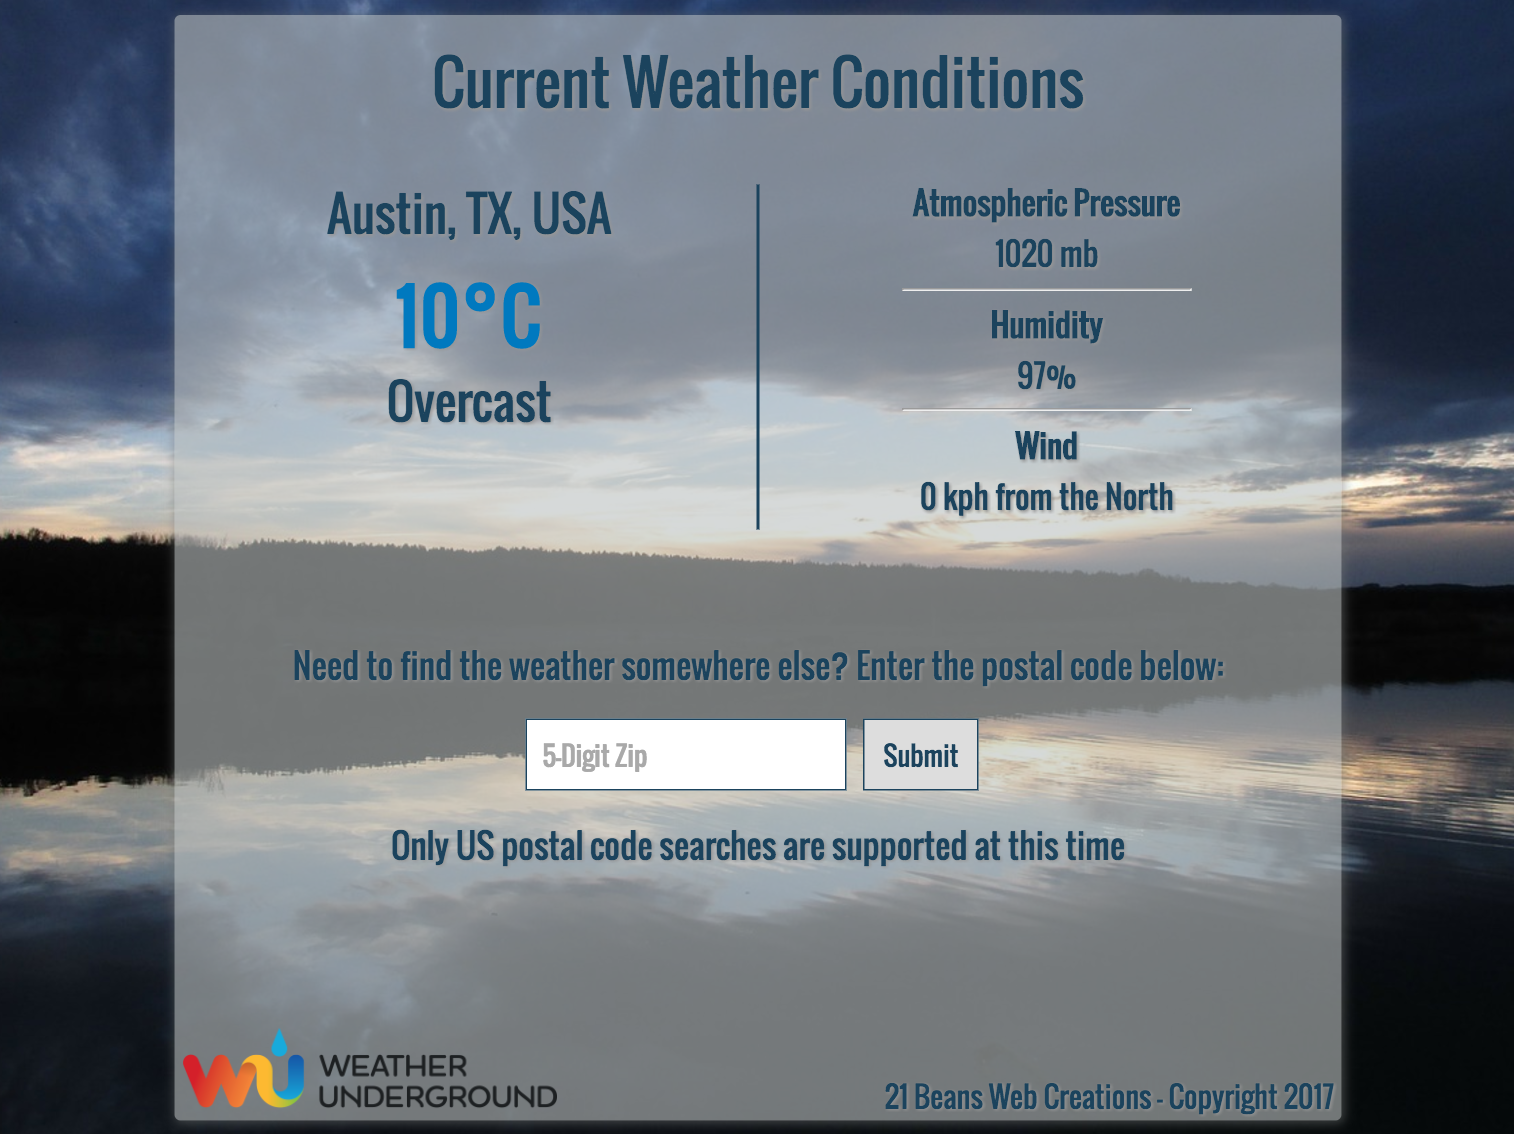 Current Weather Conditions
Austin, TX, USA
10°C
Overcast
Atmospheric Pressure
1020 mb
Humidity
97%
Wind
0 kph from the North
Need to find the weather somewhere else? Enter the postal code below:
5-Digit Zip
Submit
Only US postal code searches are supported at this time
WU
WEATHER
UNDERGROUND
21 Beans Web Creations - Copyright 2017